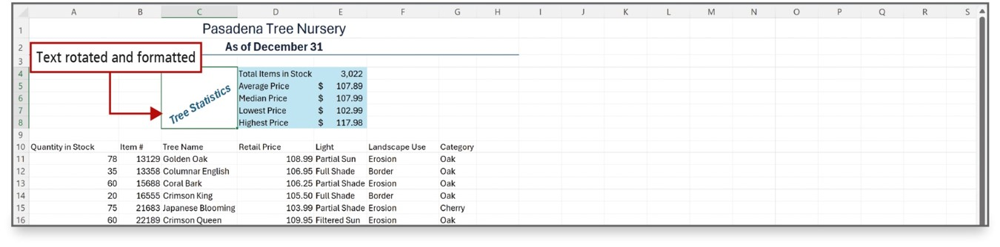 A B C D E F G H I J K L M N O P Q R S
1 Pasadena Tree Nursery
2 As of December 31
3
Text rotated and formatted
4 Total Items in Stock 3,022
5 Average Price $ 107.89
6 Median Price $ 107.99
7 Lowest Price $ 102.99
8 Highest Price $ 117.98
Tree Statistics
9
10 Quantity in Stock Item # Tree Name Retail Price Light Landscape Use Category
11 78 13129 Golden Oak 108.99 Partial Sun Erosion Oak
12 35 13358 Columnar English 106.95 Full Shade Border Oak
13 60 15688 Coral Bark 106.25 Partial Shade Erosion Oak
14 20 16555 Crimson King 105.50 Full Shade Border Oak
15 75 21683 Japanese Blooming 103.99 Partial Shade Erosion Cherry
16 60 22189 Crimson Queen 109.95 Filtered Sun Erosion Oak